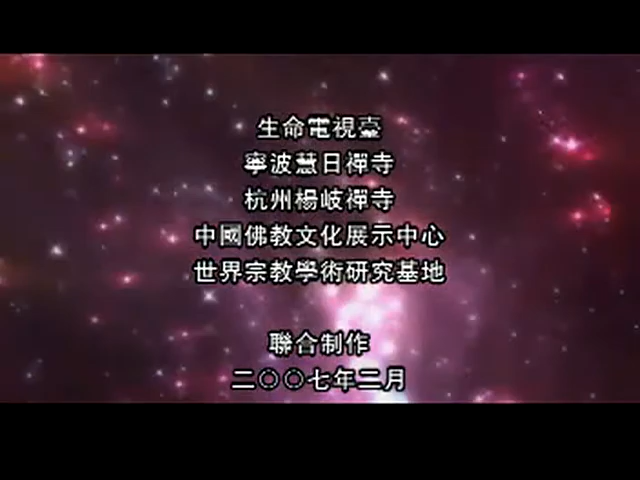 生命電視臺
寧波慧日禪寺
杭州楊岐禪寺
中國佛教文化展示中心
世界宗教學術研究基地
聯合制作
二〇〇七年二月